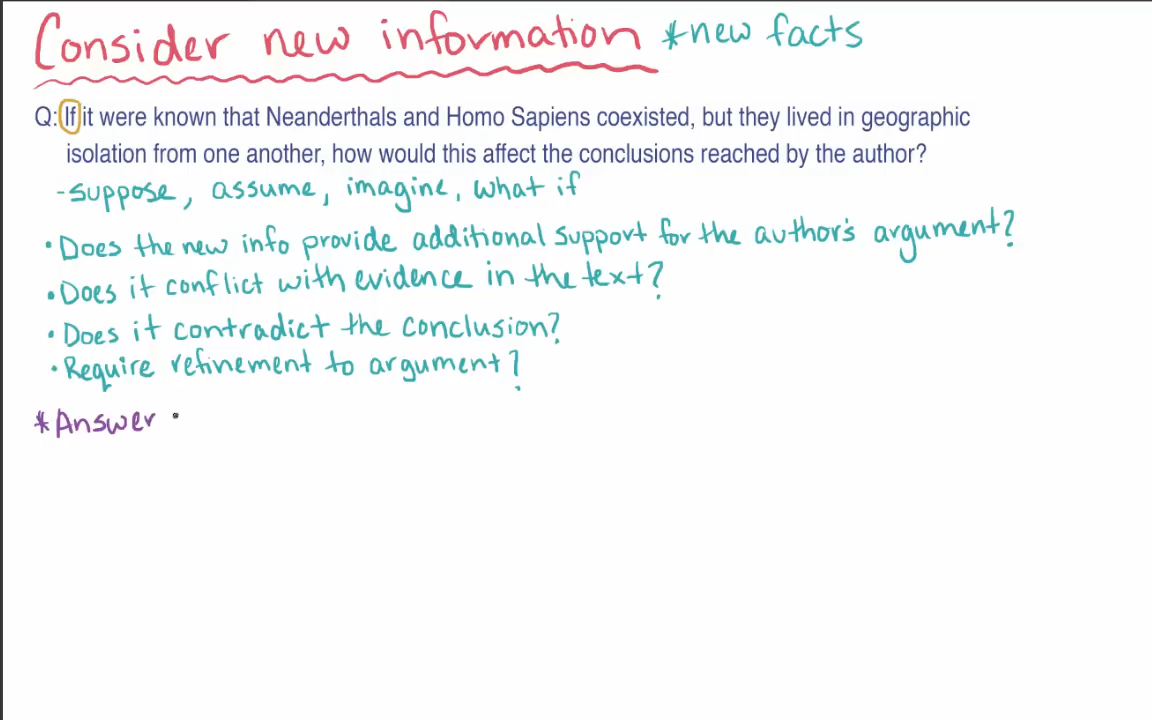 Consider new information *new facts
Q: If it were known that Neanderthals and Homo Sapiens coexisted, but they lived in geographic
isolation from one another, how would this affect the conclusions reached by the author?
-suppose, assume, imagine, what if
• Does the new info provide additional support for the author's argument?
• Does it conflict with evidence in the text?
• Does it contradict the conclusion?
• Require refinement to argument?
*Answer